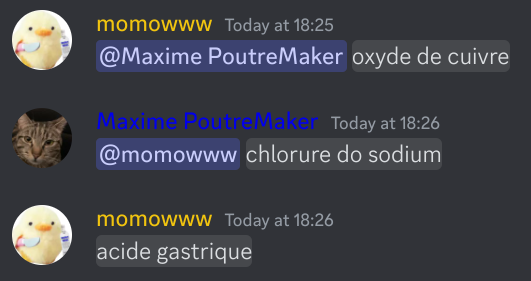 momowww Today at 18:25
@Maxime PoutreMaker oxyde de cuivre
Maxime PoutreMaker Today at 18:26
@momowww chlorure do sodium
momowww Today at 18:26
acide gastrique